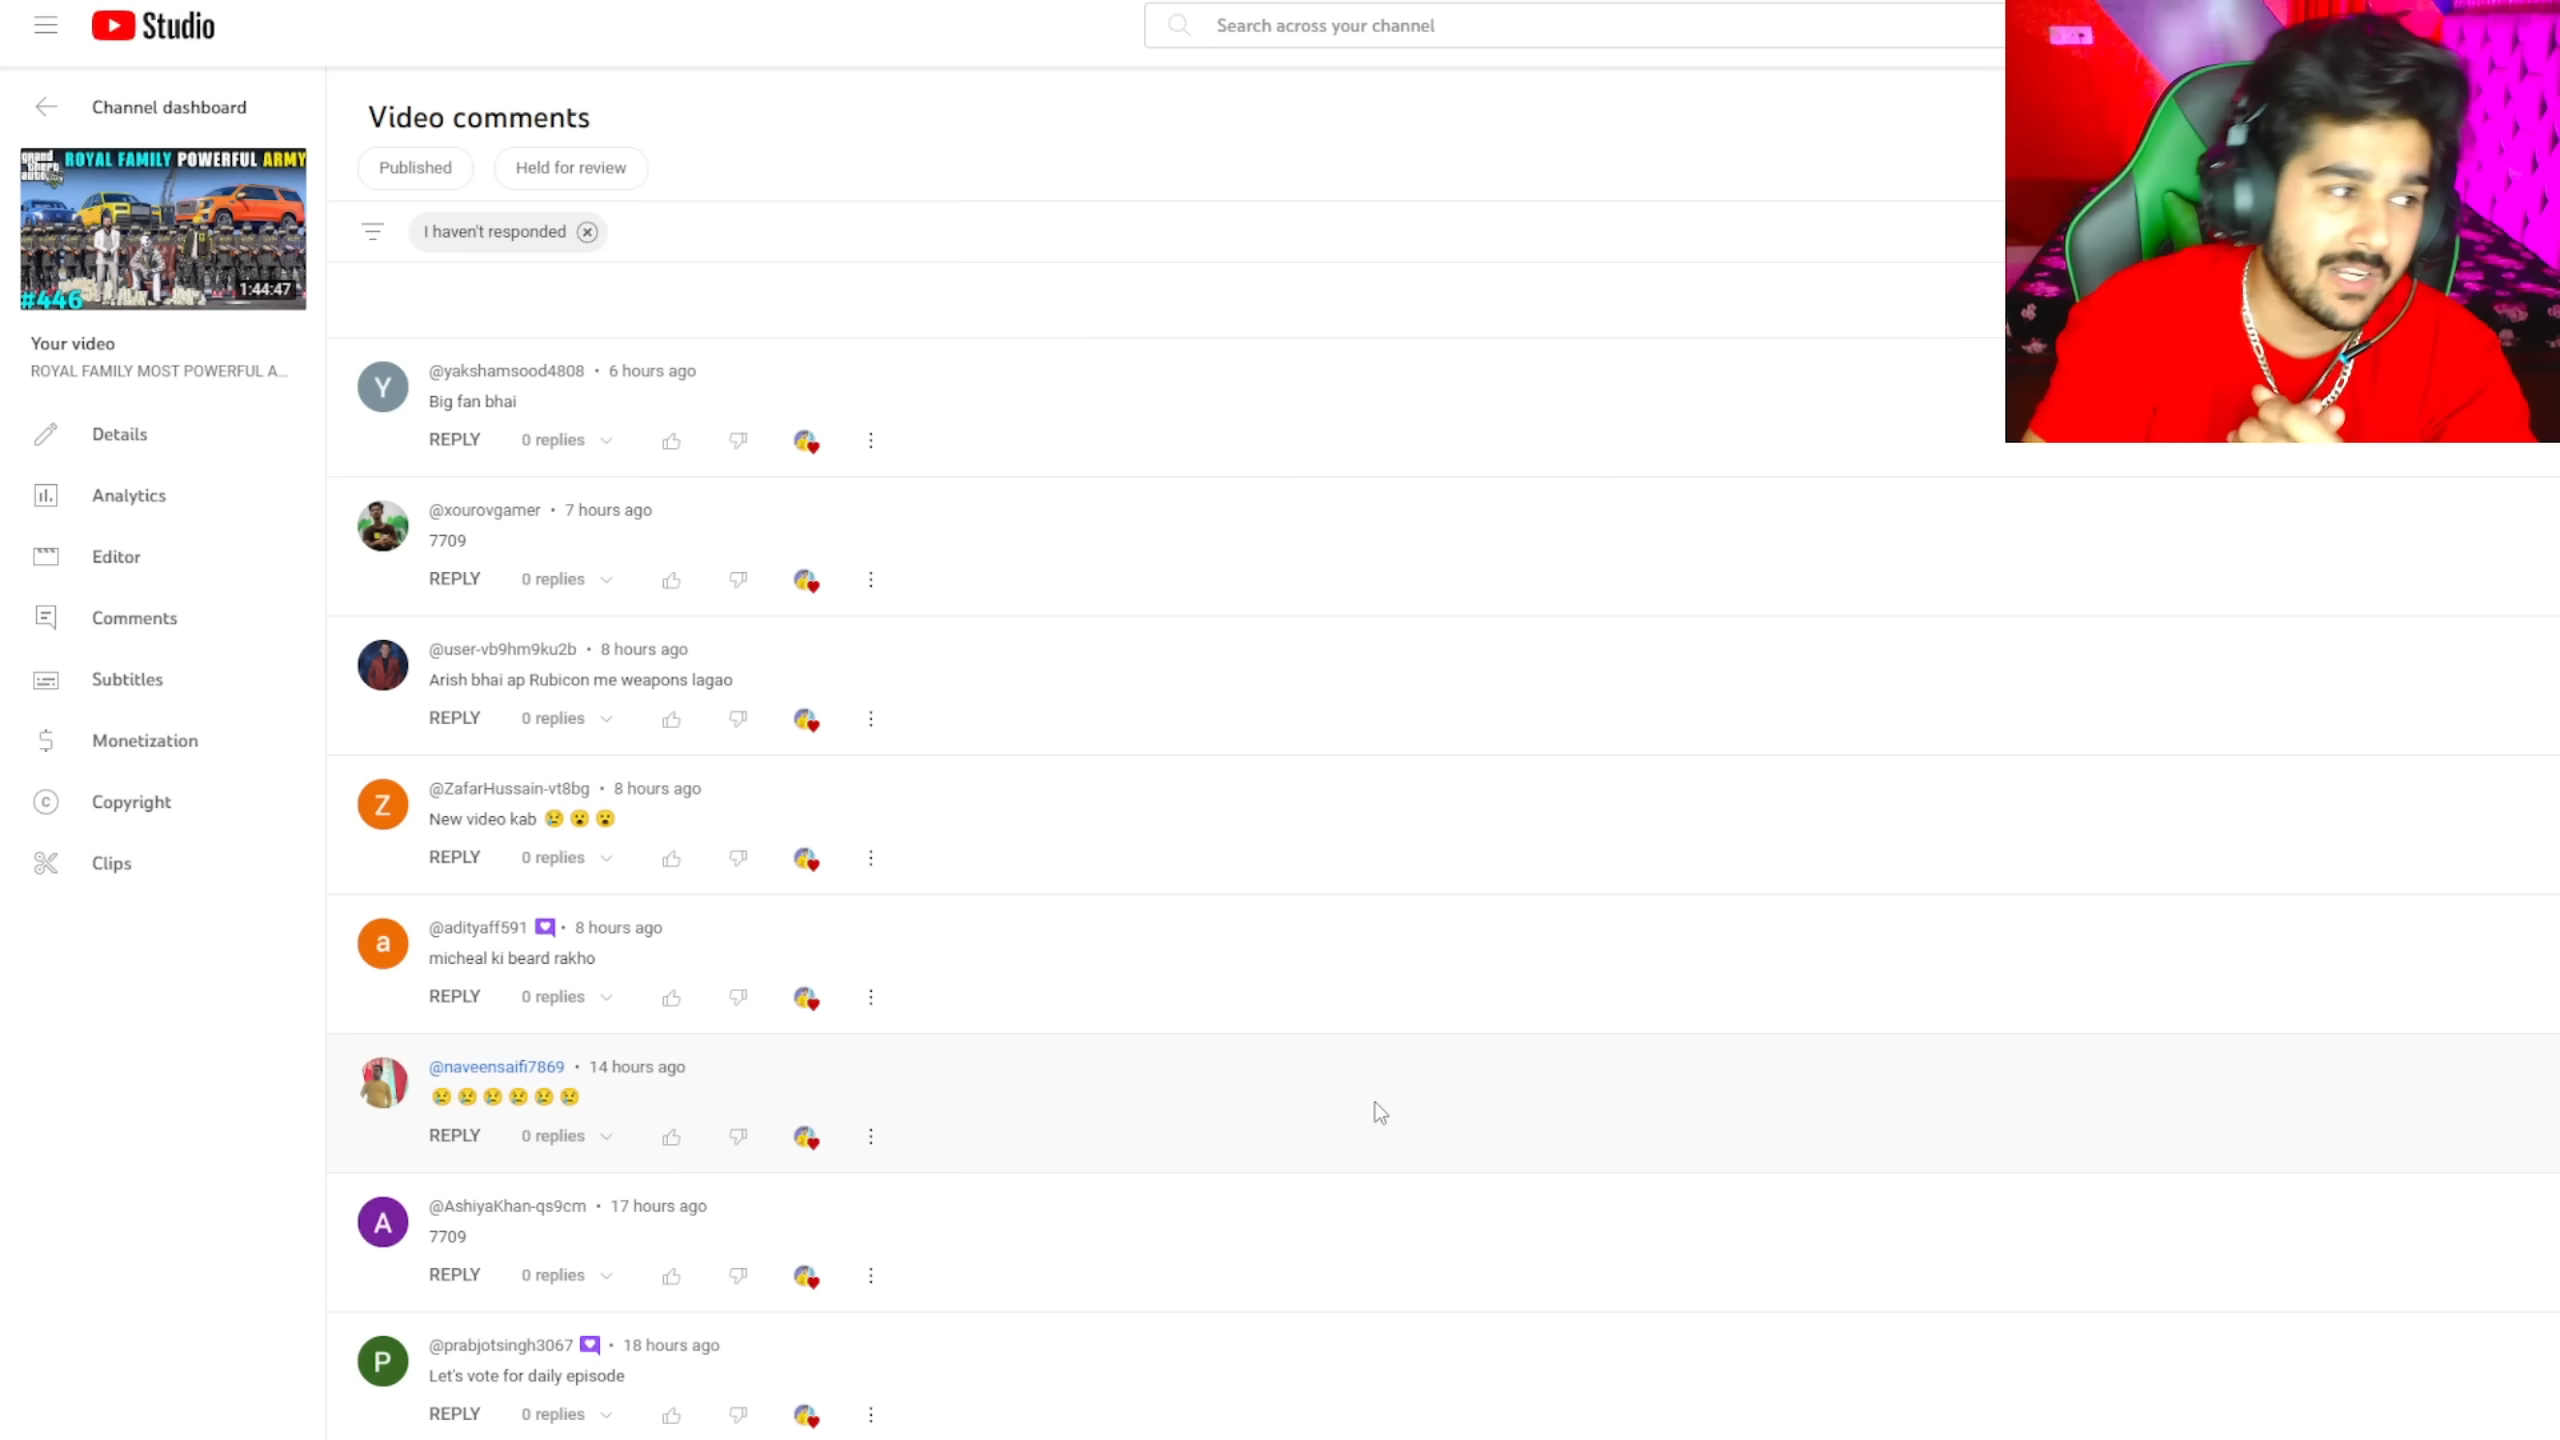 Studio
Search across your channel
Channel dashboard
grand theft auto V
ROYAL FAMILY POWERFUL ARMY
#446
1:44:47
Your video
ROYAL FAMILY MOST POWERFUL A...
Details
Analytics
Editor
Comments
Subtitles
Monetization
Copyright
Clips
Video comments
Published
Held for review
I haven't responded
Y
@yakshamsood4808 • 6 hours ago
Big fan bhai
REPLY 0 replies
@xourovgamer • 7 hours ago
7709
REPLY 0 replies
@user-vb9hm9ku2b • 8 hours ago
Arish bhai ap Rubicon me weapons lagao
REPLY 0 replies
Z
@ZafarHussain-vt8bg • 8 hours ago
New video kab 😢😮😮
REPLY 0 replies
a
@adityaff591 • 8 hours ago
micheal ki beard rakho
REPLY 0 replies
@naveensaifi7869 • 14 hours ago
😢😢😢😢😢😢
REPLY 0 replies
A
@AshiyaKhan-qs9cm • 17 hours ago
7709
REPLY 0 replies
P
@prabjotsingh3067 • 18 hours ago
Let's vote for daily episode
REPLY 0 replies